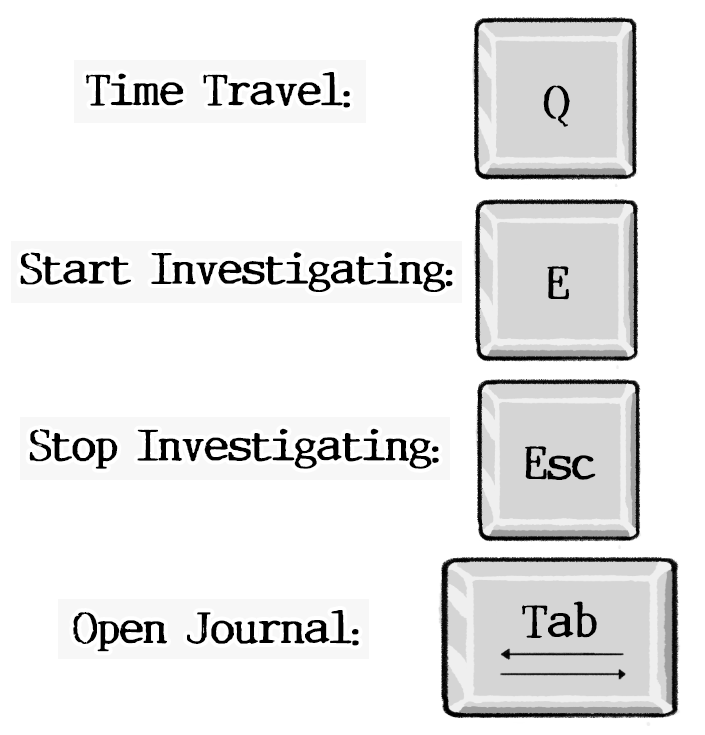 Time Travel: Q
Start Investigating: E
Stop Investigating: Esc
Open Journal: Tab